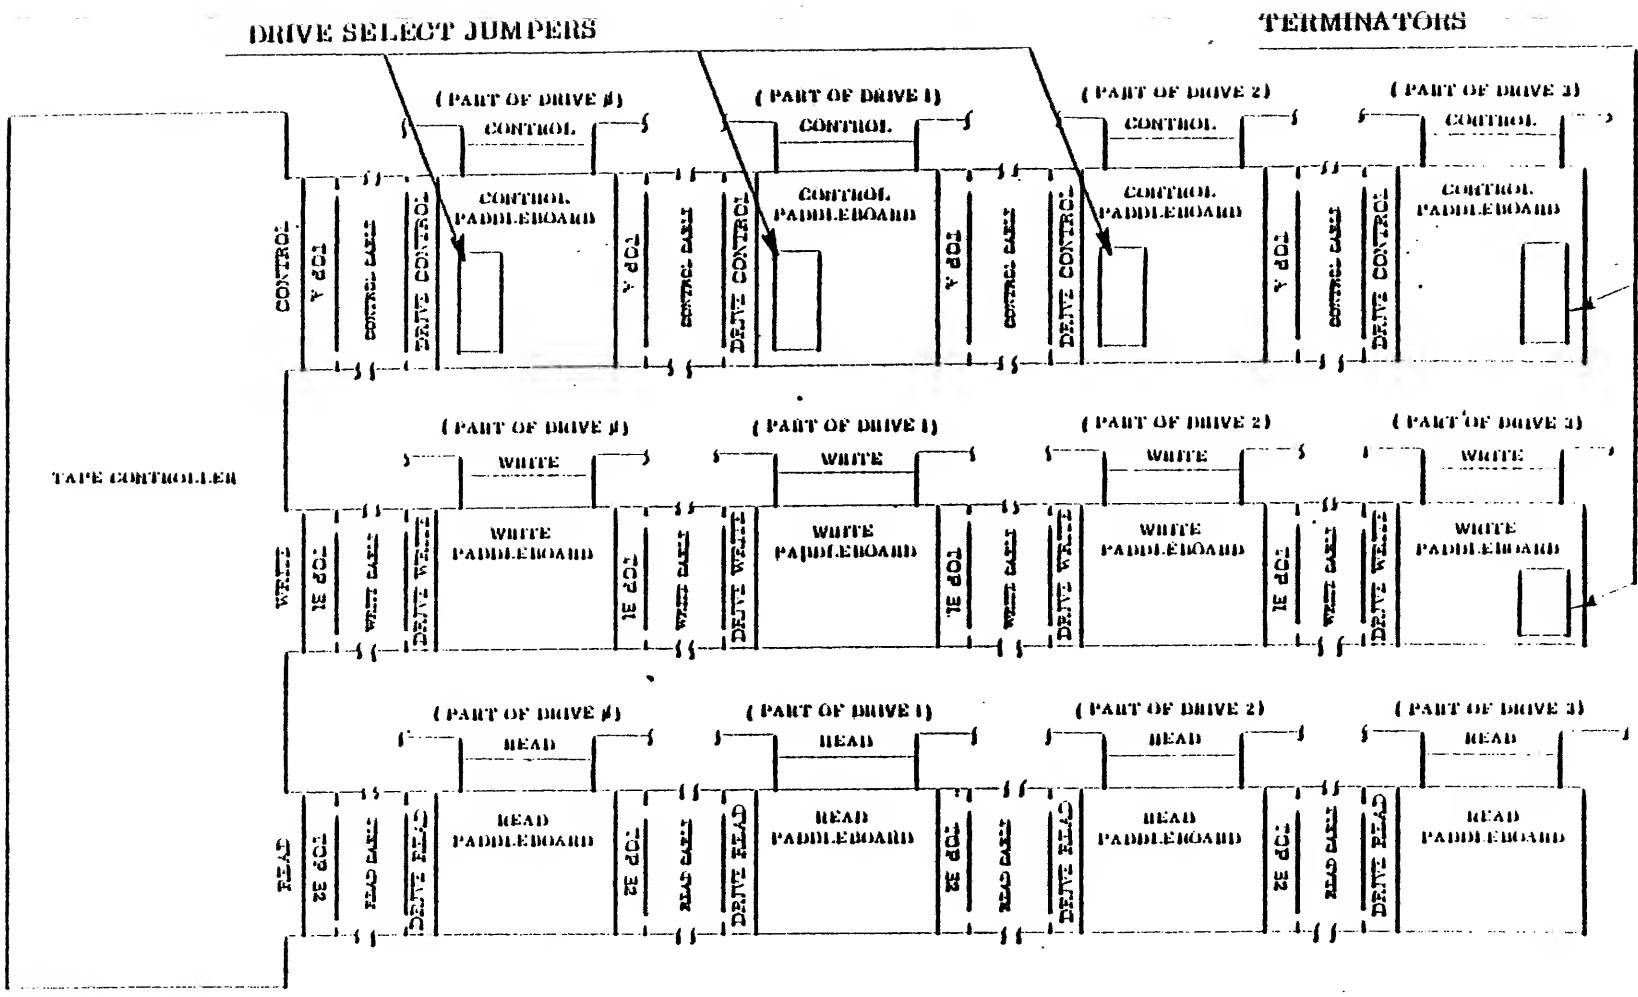 DRIVE SELECT JUMPERS
TERMINATORS
( PART OF DRIVE 0)
( PART OF DRIVE 1)
( PART OF DRIVE 2)
( PART OF DRIVE 3)
CONTROL
CONTROL
CONTROL
CONTROL
CONTROL
TOP A
CONTROL CABLE
DRIVE CONTROL
CONTROL
PADDLEBOARD
TOP A
CONTROL CABLE
DRIVE CONTROL
CONTROL
PADDLEBOARD
TOP A
CONTROL CABLE
DRIVE CONTROL
CONTROL
PADDLEBOARD
TOP A
CONTROL CABLE
DRIVE CONTROL
CONTROL
PADDLEBOARD
TAPE CONTROLLER
( PART OF DRIVE 0)
( PART OF DRIVE 1)
( PART OF DRIVE 2)
( PART OF DRIVE 3)
WRITE
WRITE
WRITE
WRITE
WRITE
TOP 31
WRITE CABLE
DRIVE WRITE
WRITE
PADDLEBOARD
TOP 31
WRITE CABLE
DRIVE WRITE
WRITE
PADDLEBOARD
TOP 31
WRITE CABLE
DRIVE WRITE
WRITE
PADDLEBOARD
TOP 31
WRITE CABLE
DRIVE WRITE
WRITE
PADDLEBOARD
( PART OF DRIVE 0)
( PART OF DRIVE 1)
( PART OF DRIVE 2)
( PART OF DRIVE 3)
READ
READ
READ
READ
READ
TOP 32
READ CABLE
DRIVE READ
READ
PADDLEBOARD
TOP 32
READ CABLE
DRIVE READ
READ
PADDLEBOARD
TOP 32
READ CABLE
DRIVE READ
READ
PADDLEBOARD
TOP 32
READ CABLE
DRIVE READ
READ
PADDLEBOARD